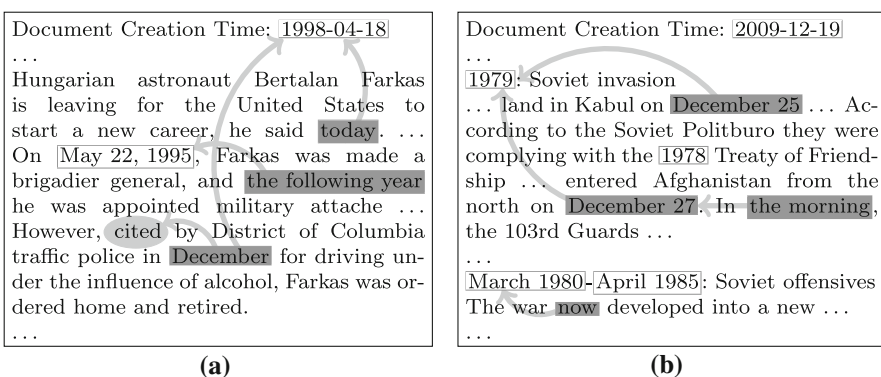 Document Creation Time: 1998-04-18
...
Hungarian astronaut Bertalan Farkas
is leaving for the United States to
start a new career, he said today. ...
On May 22, 1995, Farkas was made a
brigadier general, and the following year
he was appointed military attache ...
However, cited by District of Columbia
traffic police in December for driving un-
der the influence of alcohol, Farkas was or-
dered home and retired.
...
(a)
Document Creation Time: 2009-12-19
...
1979: Soviet invasion
... land in Kabul on December 25 ... Ac-
cording to the Soviet Politburo they were
complying with the 1978 Treaty of Friend-
ship ... entered Afghanistan from the
north on December 27. In the morning,
the 103rd Guards ...
...
March 1980-April 1985: Soviet offensives
The war now developed into a new ...
...
(b)